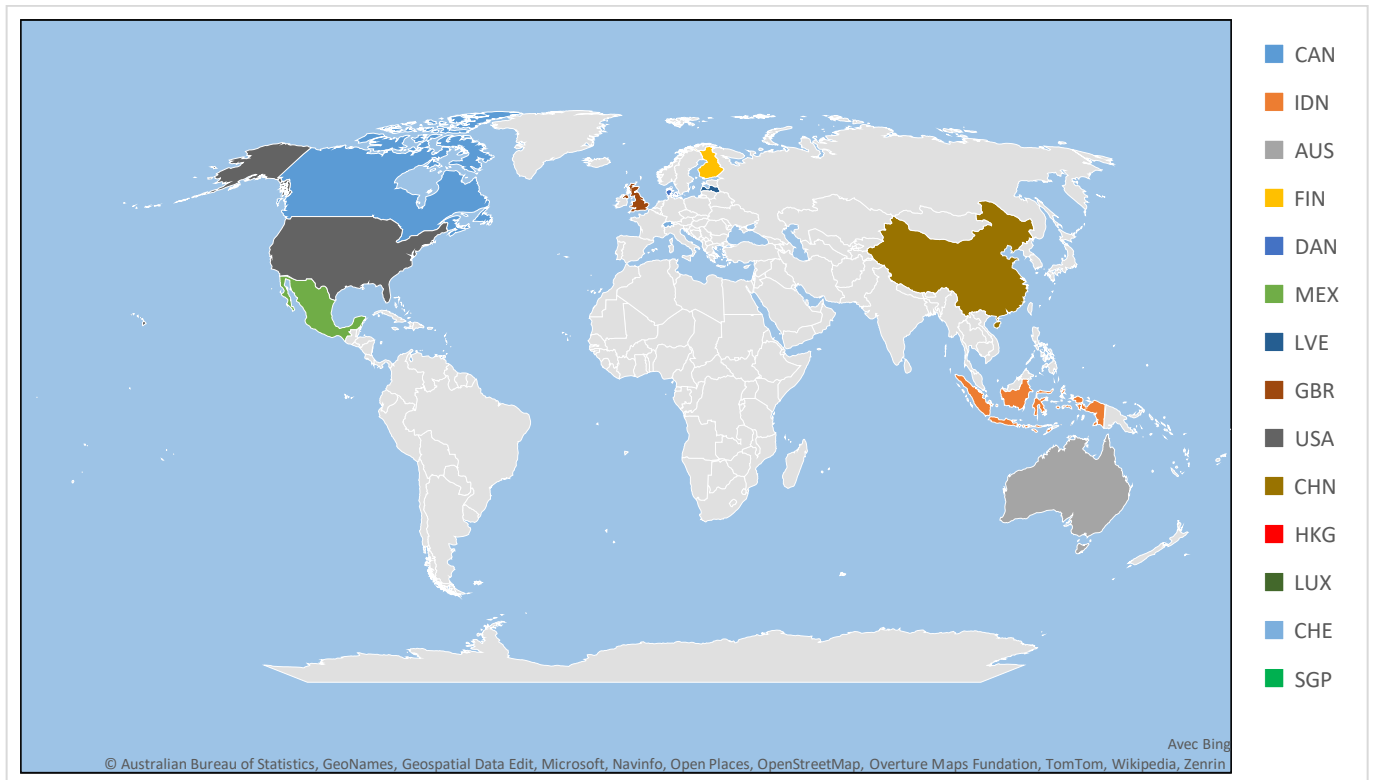 CAN
IDN
AUS
FIN
DAN
MEX
LVE
GBR
USA
CHN
HKG
LUX
CHE
SGP
Avec Bing
© Australian Bureau of Statistics, GeoNames, Geospatial Data Edit, Microsoft, Navinfo, Open Places, OpenStreetMap, Overture Maps Fundation, TomTom, Wikipedia, Zenrin